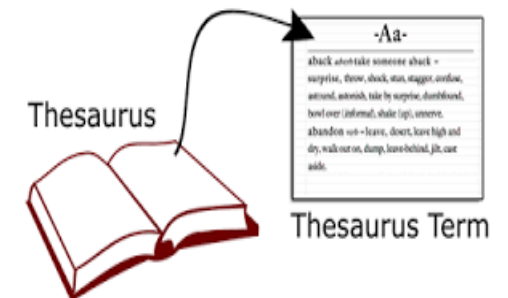 -Aa-
aback adverb take someone aback =
surprise, throw, shock, stun, stagger, confuse,
astound, astonish, take by surprise, dumbfound,
bowl over (informal), shake (up), unnerve.
abandon verb = leave, desert, leave high and
dry, walk out on, dump, leave behind, jilt, cast
aside.
Thesaurus
Thesaurus Term